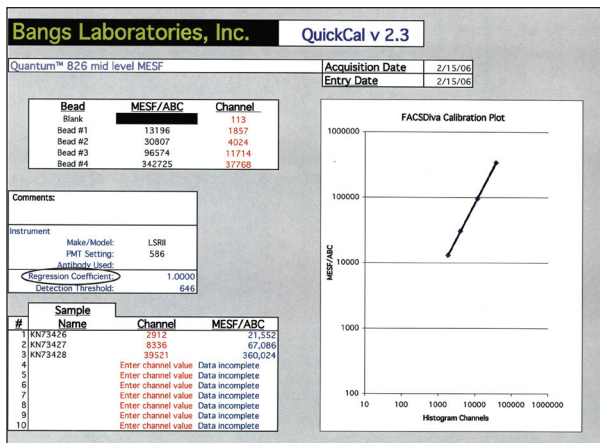 Bangs Laboratories, Inc. QuickCal v 2.3
Quantum™ 826 mid level MESF Acquisition Date 2/15/06
Entry Date 2/15/06
Bead MESF/ABC Channel
Blank 113
Bead #1 13196 1857
Bead #2 30807 4024
Bead #3 96574 11714
Bead #4 342725 37768
Comments:
Instrument
Make/Model: LSRII
PMT Setting: 586
Antibody Used:
Regression Coefficient: 1.0000
Detection Threshold: 646
Sample
# Name Channel MESF/ABC
1 KN73426 2912 21,552
2 KN73427 8336 67,086
3 KN73428 39521 360,024
4 Enter channel value Data incomplete
5 Enter channel value Data incomplete
6 Enter channel value Data incomplete
7 Enter channel value Data incomplete
8 Enter channel value Data incomplete
9 Enter channel value Data incomplete
10 Enter channel value Data incomplete
FACSDiva Calibration Plot
1000000
100000
10000
1000
100
MESF/ABC
10 100 1000 10000 100000 1000000
Histogram Channels